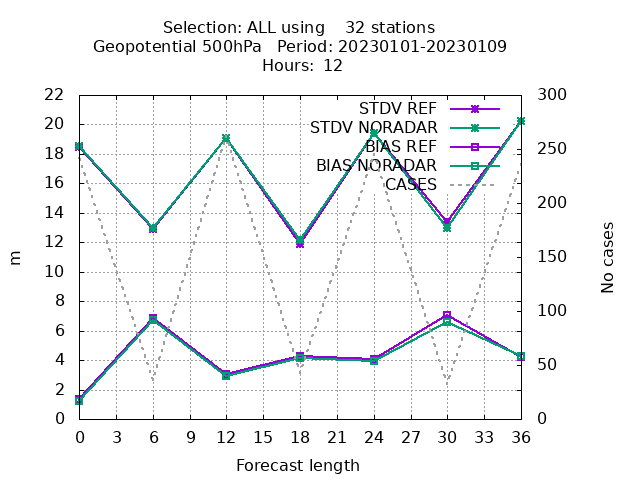 Selection: ALL using    32 stations
Geopotential 500hPa   Period: 20230101-20230109
Hours: 12
22
20
18
16
14
12
10
8
6
4
2
0
m
300
250
200
150
100
50
0
No cases
STDV REF
STDV NORADAR
BIAS REF
BIAS NORADAR
CASES
0 3 6 9 12 15 18 21 24 27 30 33 36
Forecast length